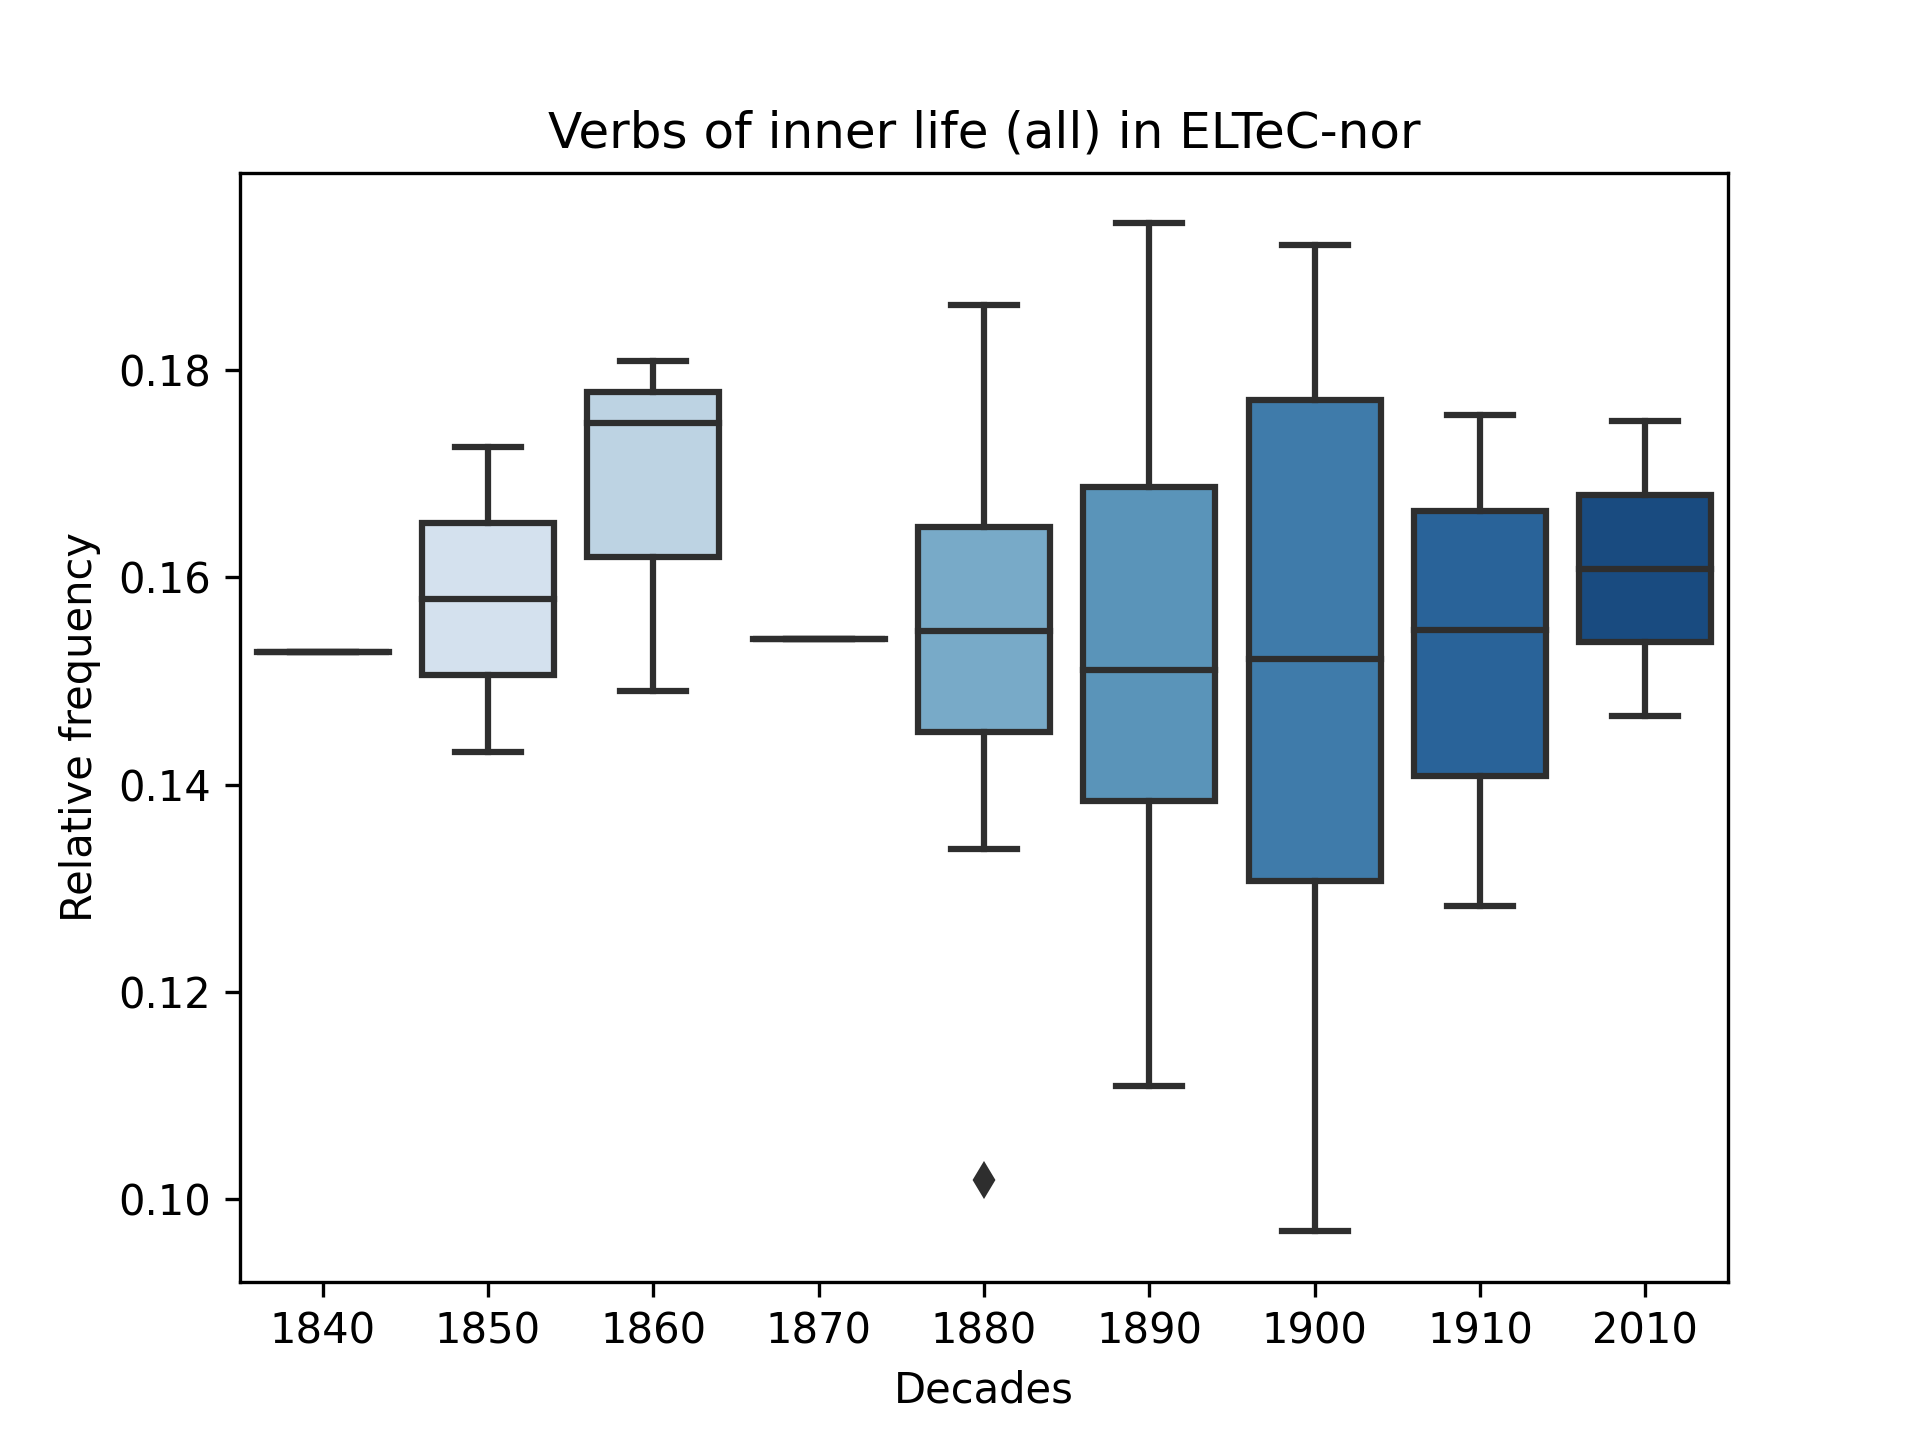 Verbs of inner life (all) in ELTeC-nor
Relative frequency
0.18
0.16
0.14
0.12
0.10
1840 1850 1860 1870 1880 1890 1900 1910 2010
Decades